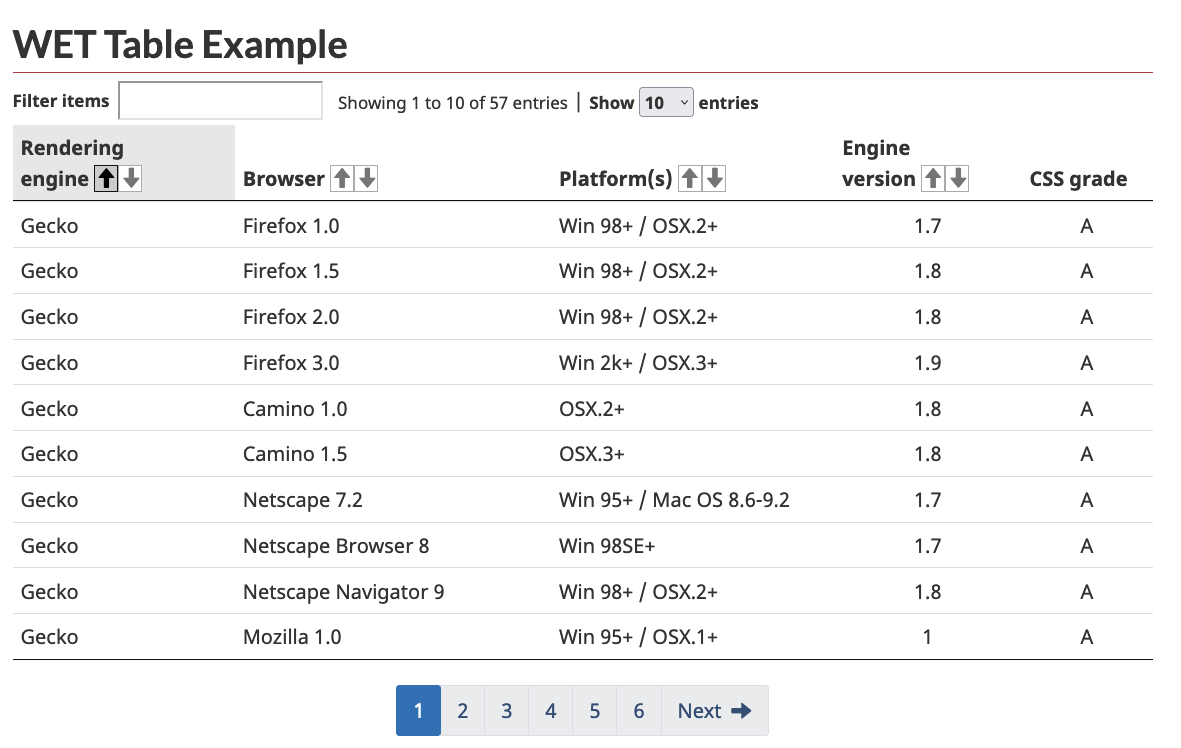 WET Table Example
Filter items Showing 1 to 10 of 57 entries | Show 10 entries
Rendering engine Browser Platform(s) Engine version CSS grade
Gecko Firefox 1.0 Win 98+ / OSX.2+ 1.7 A
Gecko Firefox 1.5 Win 98+ / OSX.2+ 1.8 A
Gecko Firefox 2.0 Win 98+ / OSX.2+ 1.8 A
Gecko Firefox 3.0 Win 2k+ / OSX.3+ 1.9 A
Gecko Camino 1.0 OSX.2+ 1.8 A
Gecko Camino 1.5 OSX.3+ 1.8 A
Gecko Netscape 7.2 Win 95+ / Mac OS 8.6-9.2 1.7 A
Gecko Netscape Browser 8 Win 98SE+ 1.7 A
Gecko Netscape Navigator 9 Win 98+ / OSX.2+ 1.8 A
Gecko Mozilla 1.0 Win 95+ / OSX.1+ 1 A
1 2 3 4 5 6 Next